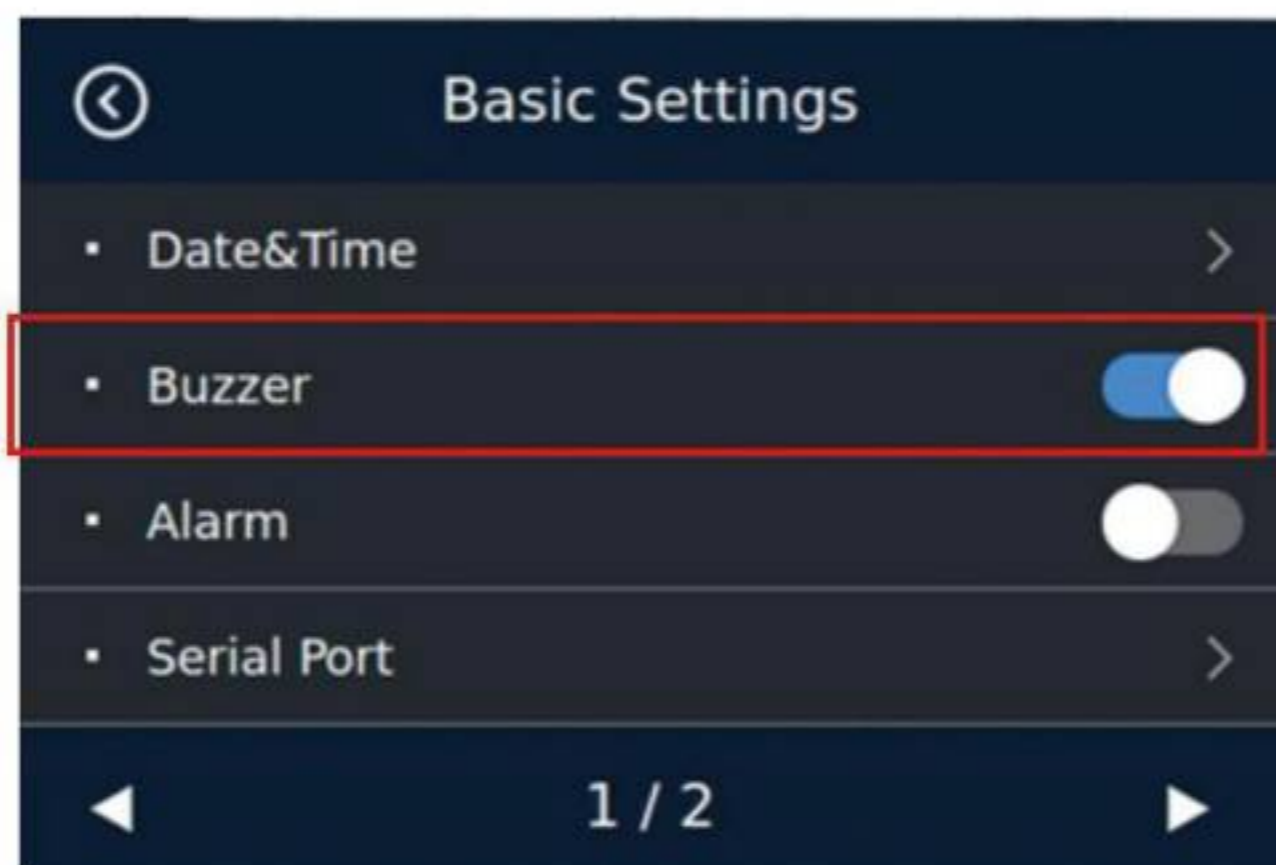 Basic Settings
Date&Time
Buzzer
Alarm
Serial Port
1 / 2